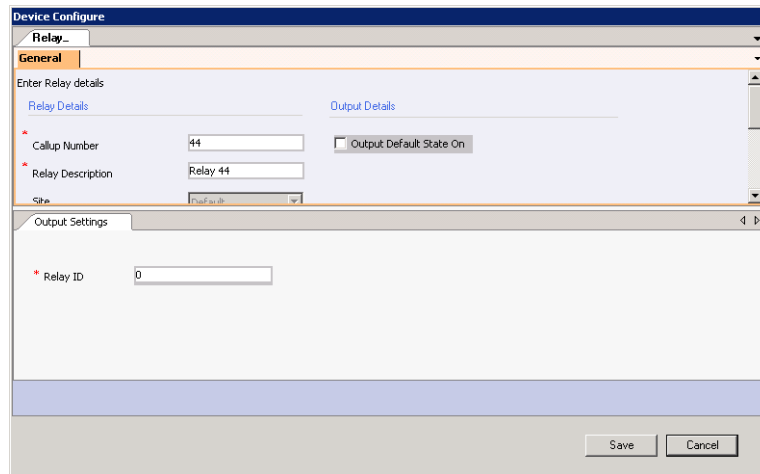 Device Configure
Relay_
General
Enter Relay details
Relay Details
Output Details
* Callup Number
44
Output Default State On
* Relay Description
Relay 44
Site
Default
Output Settings
* Relay ID
0
Save
Cancel